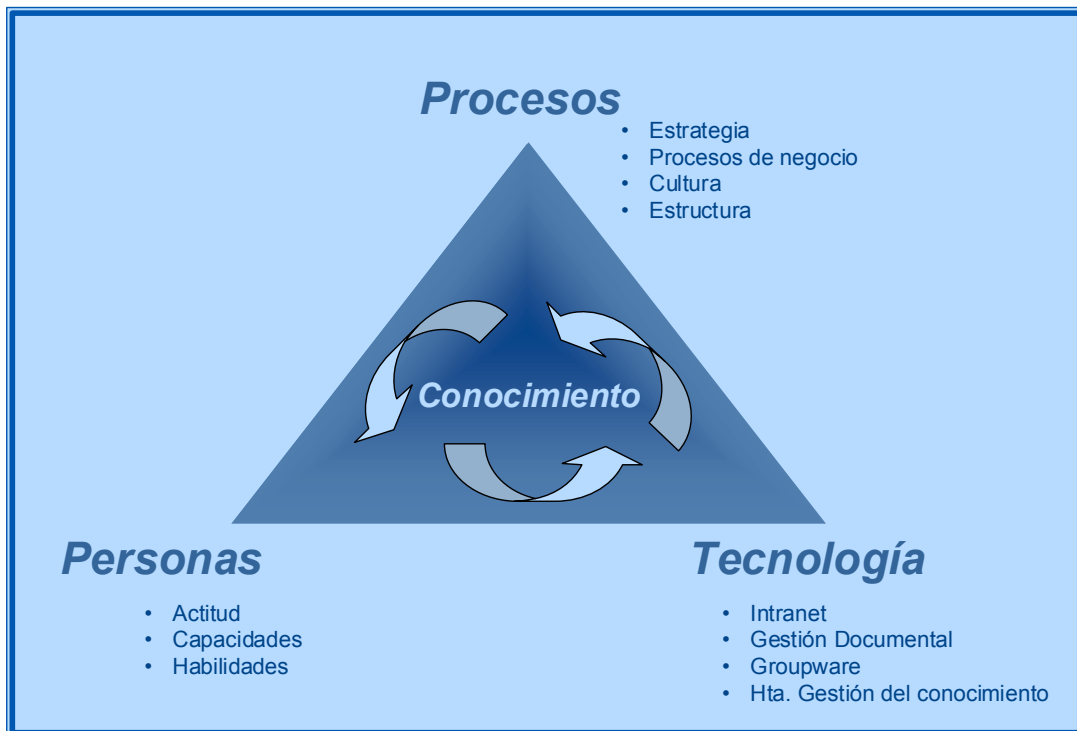 Procesos
• Estrategia
• Procesos de negocio
• Cultura
• Estructura
Conocimiento
Personas
• Actitud
• Capacidades
• Habilidades
Tecnología
• Intranet
• Gestión Documental
• Groupware
• Hta. Gestión del conocimiento